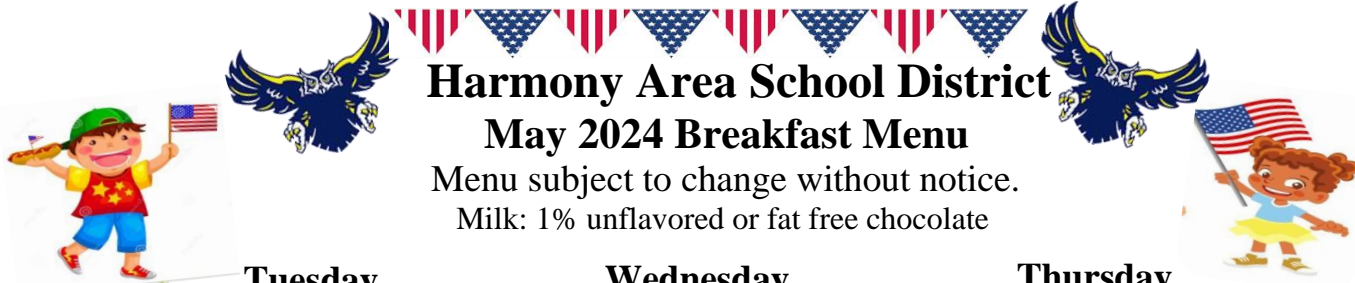 Harmony Area School District
May 2024 Breakfast Menu
Menu subject to change without notice.
Milk: 1% unflavored or fat free chocolate
Tuesday Wednesday Thursday